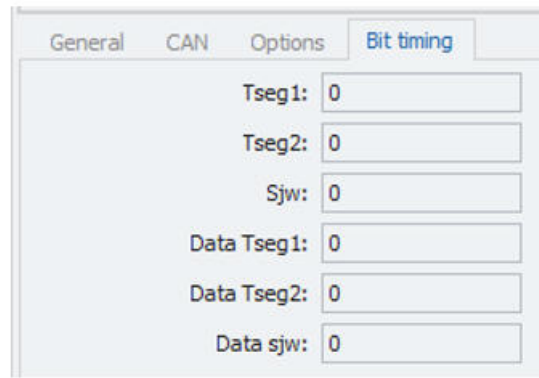 General CAN Options Bit timing
Tseg1: 0
Tseg2: 0
Sjw: 0
Data Tseg1: 0
Data Tseg2: 0
Data sjw: 0